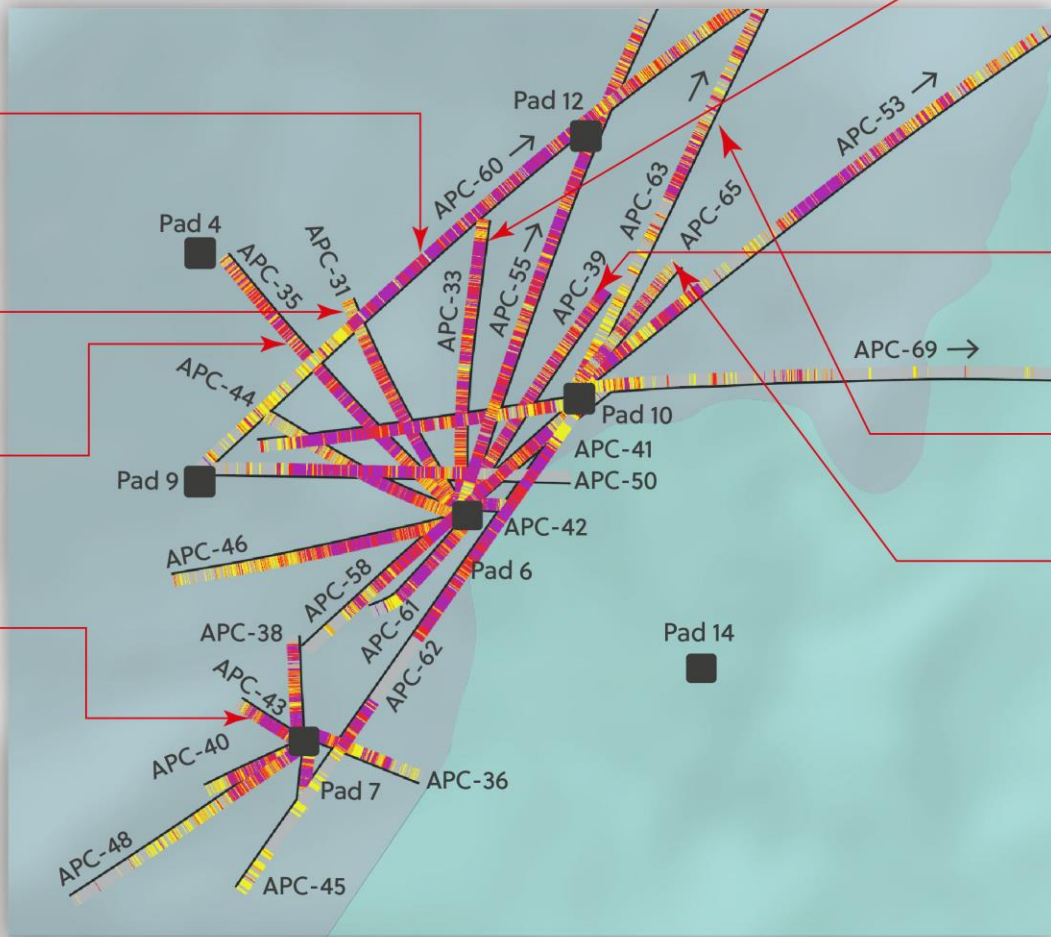 Pad 12
APC-53
APC-60 →
APC-63
APC-65
Pad 4
APC-35
APC-31
APC-33
APC-55 →
APC-39
APC-69 →
APC-44
Pad 10
APC-41
APC-50
Pad 9
APC-42
APC-46
Pad 6
APC-58
APC-61
APC-38
Pad 14
APC-62
APC-43
APC-40
APC-36
Pad 7
APC-48
APC-45